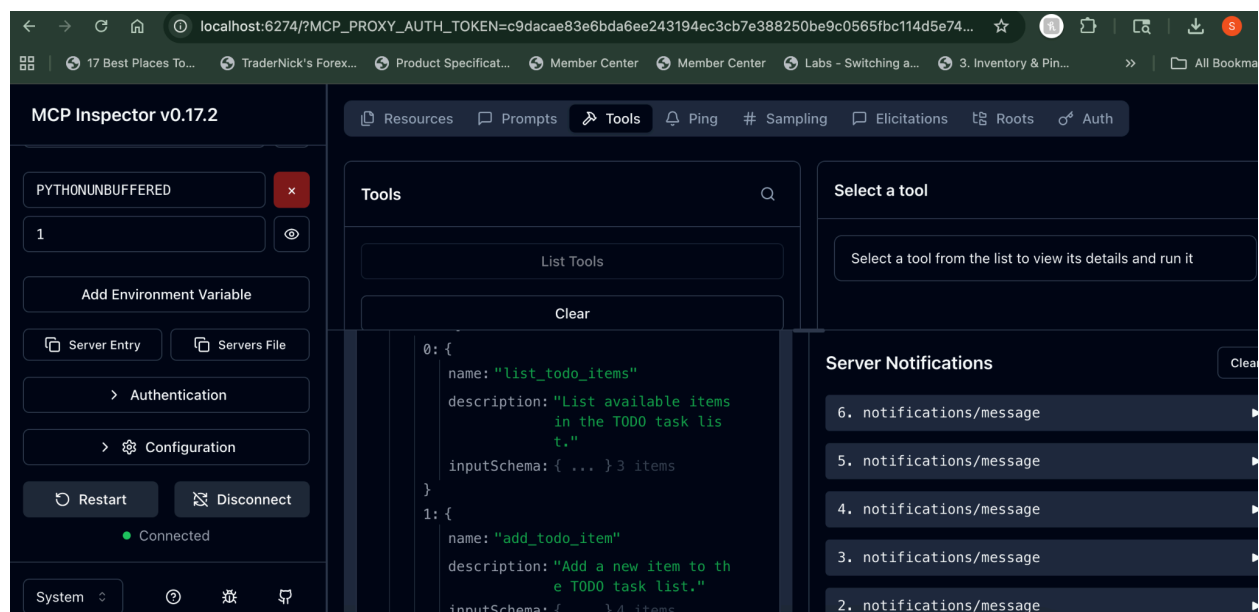 localhost:6274/?MCP_PROXY_AUTH_TOKEN=c9dacae83e6bda6ee243194ec3cb7e388250be9c0565fbc114d5e74...
S
17 Best Places To...
TraderNick's Forex...
Product Specificat...
Member Center
Member Center
Labs - Switching a...
3. Inventory & Pin...
»
All Bookma
MCP Inspector v0.17.2
Resources
Prompts
Tools
Ping
# Sampling
Elicitations
Roots
Auth
PYTHONUNBUFFERED
×
1
Add Environment Variable
Server Entry
Servers File
> Authentication
> Configuration
Restart
Disconnect
Connected
System
Tools
List Tools
Clear
0: {
name: "list_todo_items"
description: "List available items
in the TODO task lis
t."
inputSchema: { ... } 3 items
}
1: {
name: "add_todo_item"
description: "Add a new item to th
e TODO task list."
inputSchema: { ... } 4 items
Select a tool
Select a tool from the list to view its details and run it
Server Notifications
Clear
6. notifications/message
5. notifications/message
4. notifications/message
3. notifications/message
2. notifications/message